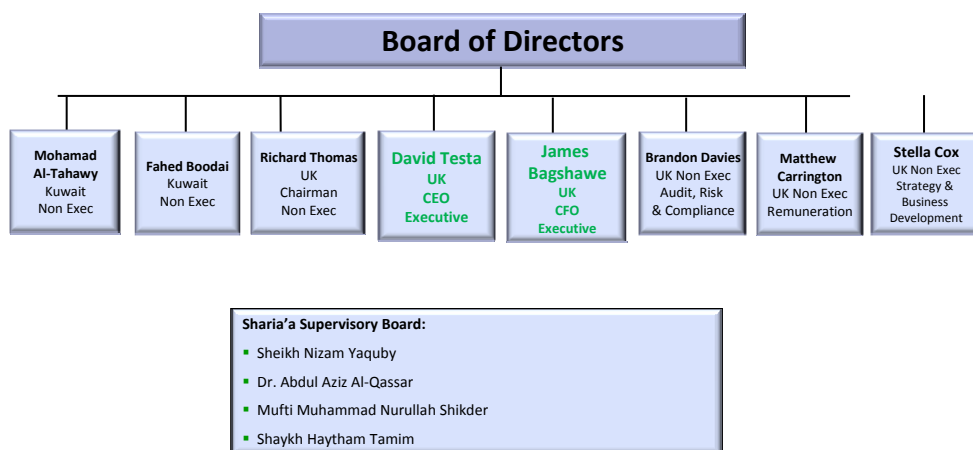 Board of Directors
Mohamad
Al-Tahawy
Kuwait
Non Exec
Fahed Boodai
Kuwait
Non Exec
Richard Thomas
UK
Chairman
Non Exec
David Testa
UK
CEO
Executive
James
Bagshawe
UK
CFO
Executive
Brandon Davies
UK Non Exec
Audit, Risk
& Compliance
Matthew
Carrington
UK Non Exec
Remuneration
Stella Cox
UK Non Exec
Strategy &
Business
Development
Sharia’a Supervisory Board:
Sheikh Nizam Yaquby
Dr. Abdul Aziz Al-Qassar
Mufti Muhammad Nurullah Shikder
Shaykh Haytham Tamim